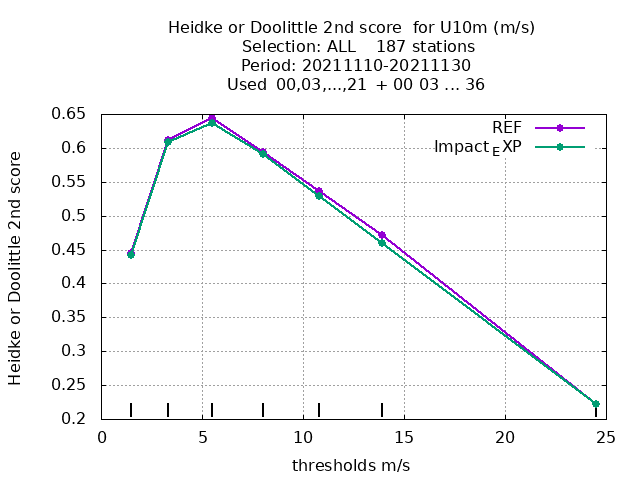 Heidke or Doolittle 2nd score  for U10m (m/s)
Selection: ALL    187 stations
Period: 20211110-20211130
Used  00,03,...,21  + 00 03 ... 36
REF
Impact_EXP
Heidke or Doolittle 2nd score
0.65
0.6
0.55
0.5
0.45
0.4
0.35
0.3
0.25
0.2
0 5 10 15 20 25
thresholds m/s